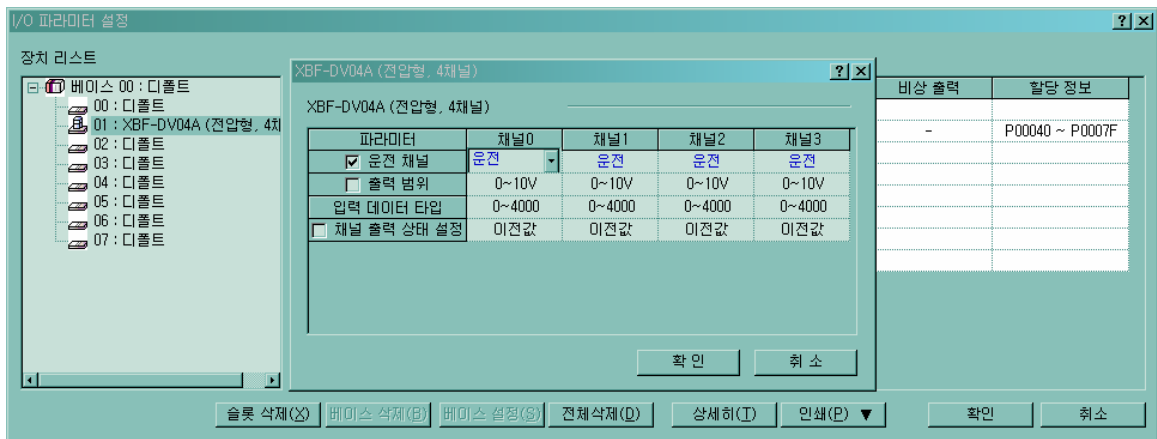 I/O 파라미터 설정
장치 리스트
베이스 00 : 디폴트
00 : 디폴트
01 : XBF-DV04A (전압형, 4채
02 : 디폴트
03 : 디폴트
04 : 디폴트
05 : 디폴트
06 : 디폴트
07 : 디폴트
XBF-DV04A (전압형, 4채널)
XBF-DV04A (전압형, 4채널)
파라미터 채널0 채널1 채널2 채널3
운전 채널 운전 운전 운전 운전
출력 범위 0~10V 0~10V 0~10V 0~10V
입력 데이터 타입 0~4000 0~4000 0~4000 0~4000
채널 출력 상태 설정 이전값 이전값 이전값 이전값
확 인 취 소
비상 출력 할당 정보
- P00040 ~ P0007F
슬롯 삭제(X) 베이스 삭제(B) 베이스 설정(S) 전체삭제(D) 상세히(T) 인쇄(P) ▼ 확인 취소